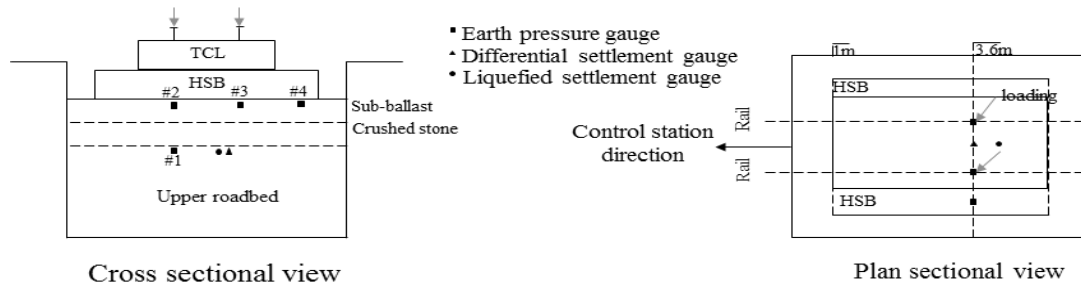 TCL
HSB
#2
#3
#4
Sub-ballast
Crushed stone
#1
Upper roadbed
Cross sectional view
Earth pressure gauge
Differential settlement gauge
Liquefied settlement gauge
1m
3.6m
HSB
loading
Rail
Control station
direction
Rail
HSB
Plan sectional view